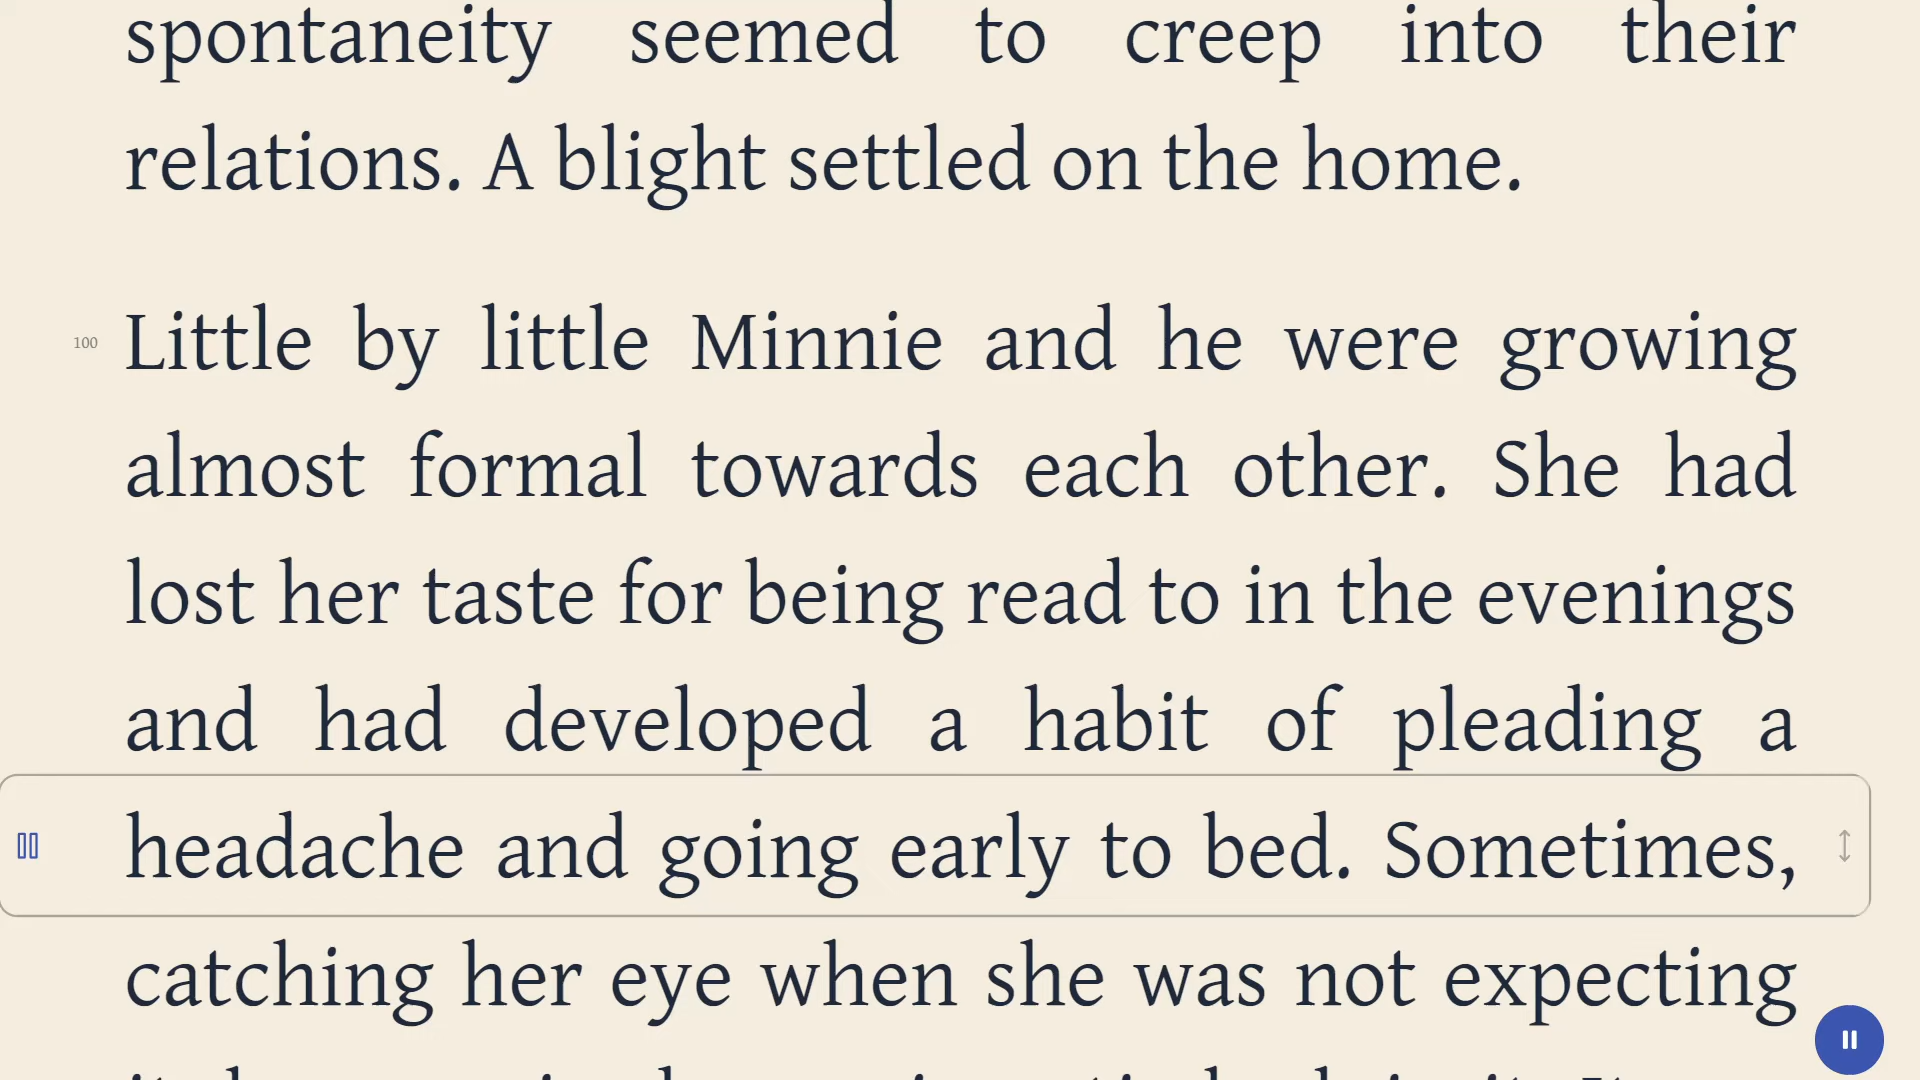 spontaneity seemed to creep into their
relations. A blight settled on the home.
100
Little by little Minnie and he were growing
almost formal towards each other. She had
lost her taste for being read to in the evenings
and had developed a habit of pleading a
headache and going early to bed. Sometimes,
catching her eye when she was not expecting